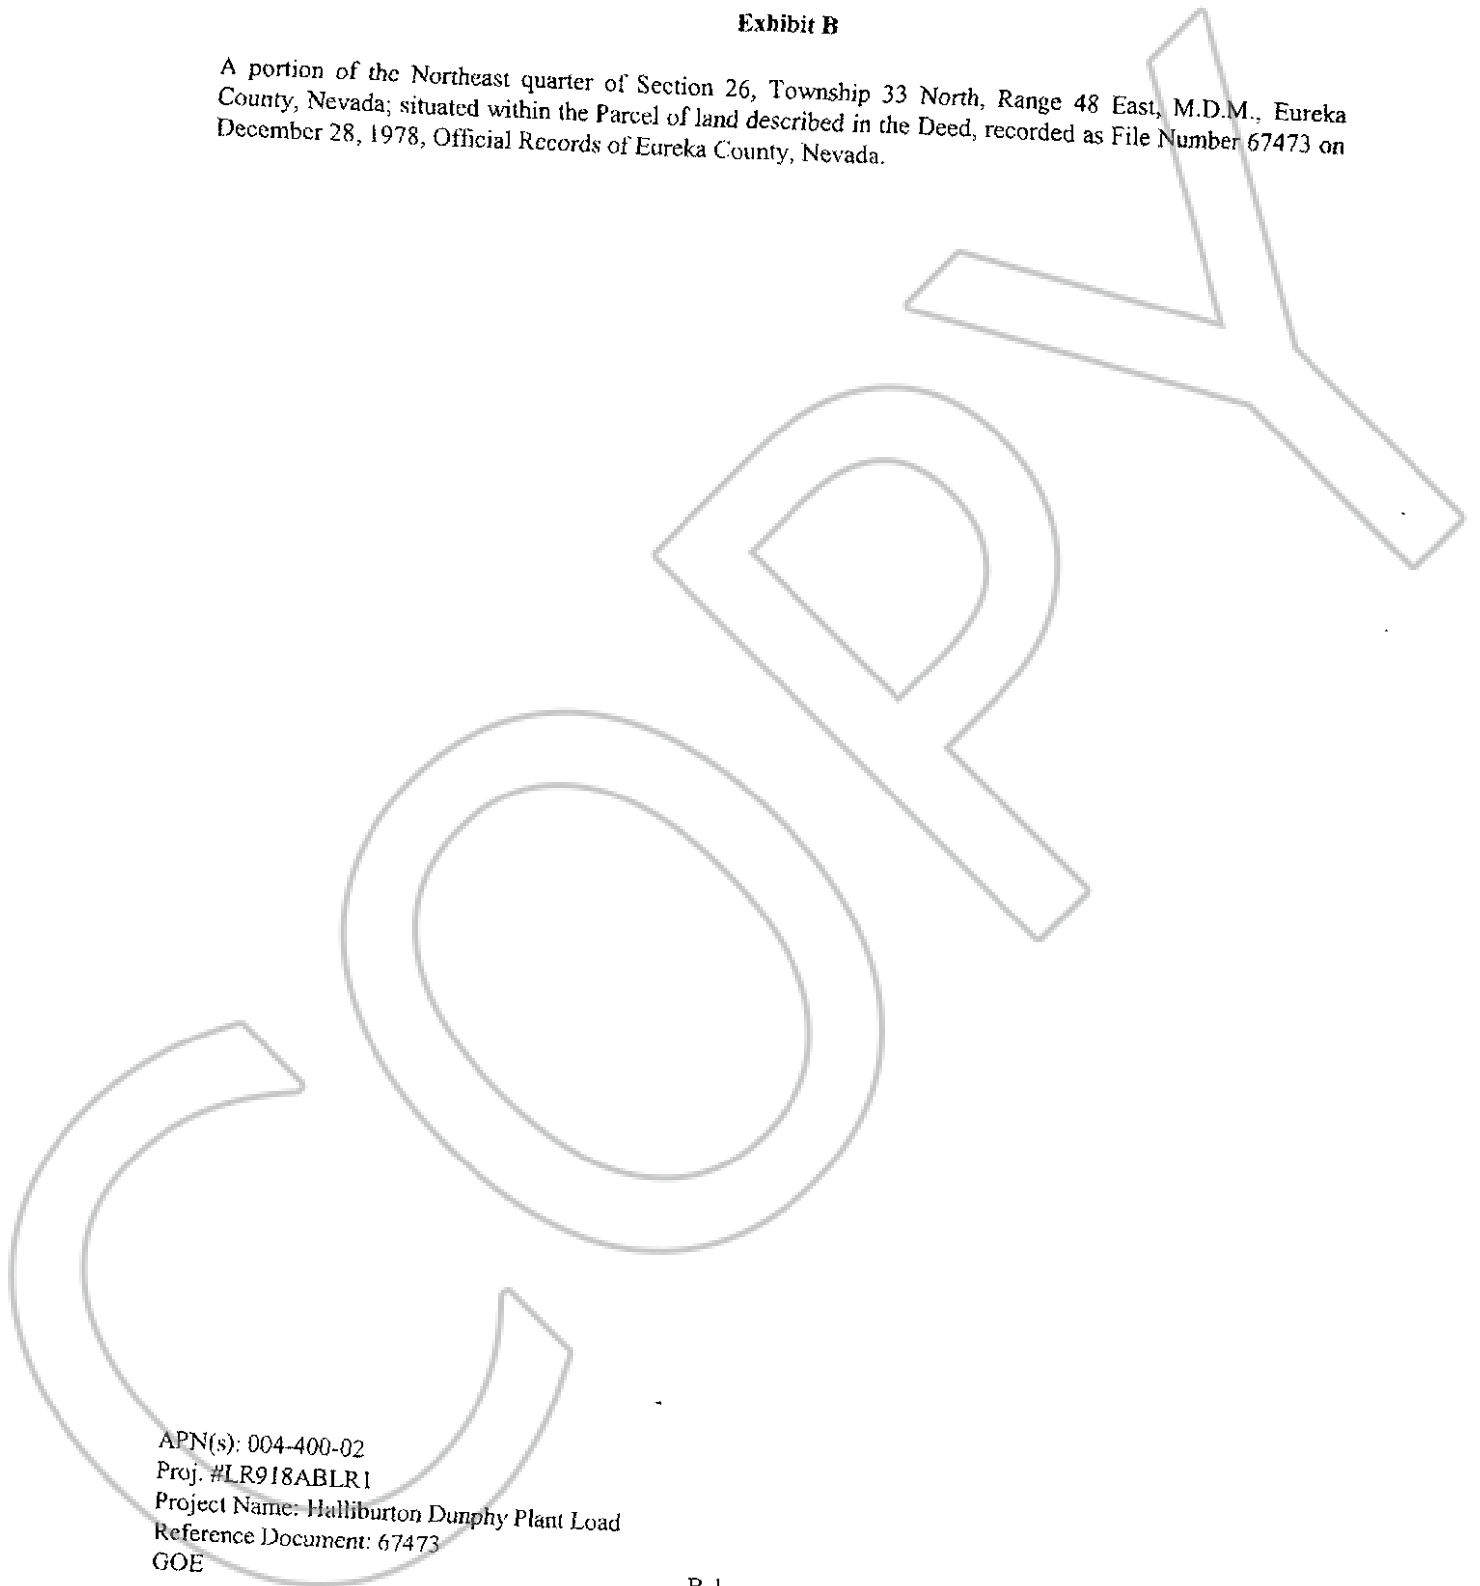 Exhibit B
A portion of the Northeast quarter of Section 26, Township 33 North, Range 48 East, M.D.M., Eureka
County, Nevada; situated within the Parcel of land described in the Deed, recorded as File Number 67473 on
December 28, 1978, Official Records of Eureka County, Nevada.
COPY
APN(s): 004-400-02
Proj. #LR918ABLR1
Project Name: Halliburton Dunphy Plant Load
Reference Document: 67473
GOE